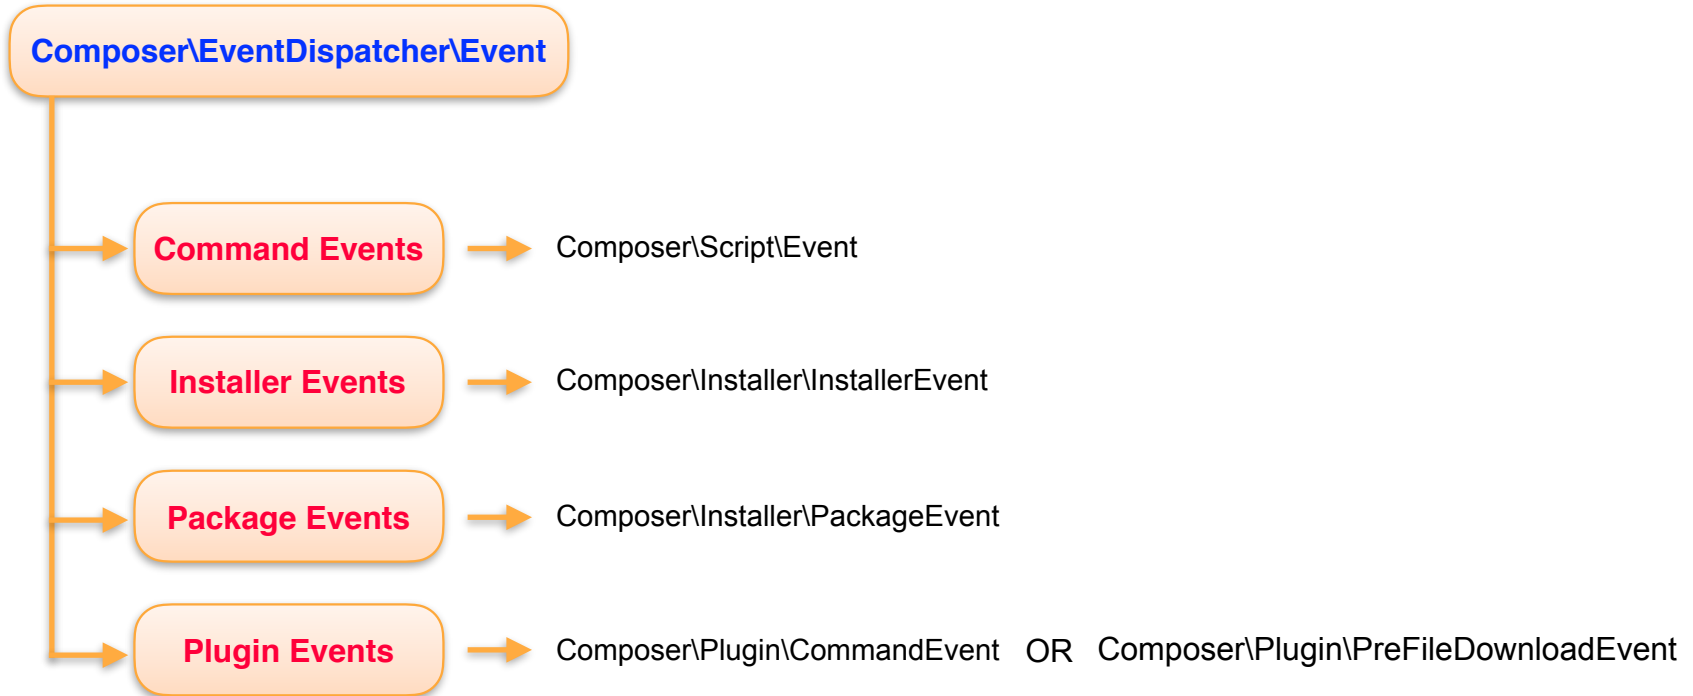 Composer\EventDispatcher\Event
Command Events Composer\Script\Event
Installer Events Composer\Installer\InstallerEvent
Package Events Composer\Installer\PackageEvent
Plugin Events Composer\Plugin\CommandEvent OR Composer\Plugin\PreFileDownloadEvent